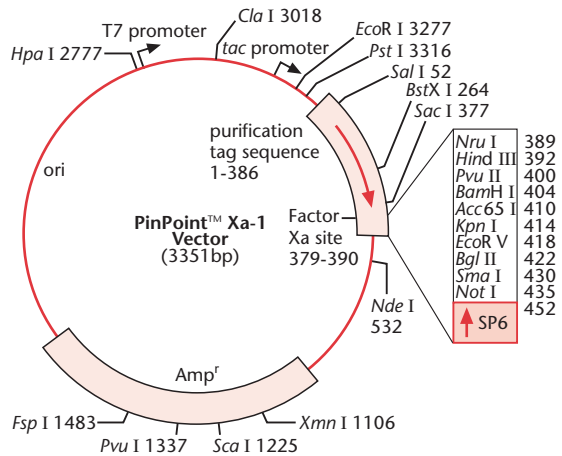 T7 promoter
Hpa I 2777
Cla I 3018
tac promoter
EcoR I 3277
Pst I 3316
Sal I 52
BstX I 264
Sac I 377
purification
tag sequence
1-386
ori
PinPoint™ Xa-1
Vector
(3351bp)
Factor
Xa site
379-390
Nru I 389
Hind III 392
Pvu II 400
BamH I 404
Acc65 I 410
Kpn I 414
EcoR V 418
Bgl II 422
Sma I 430
Not I 435
452
SP6
Nde I
532
Ampʳ
Fsp I 1483
Pvu I 1337
Sca I 1225
Xmn I 1106